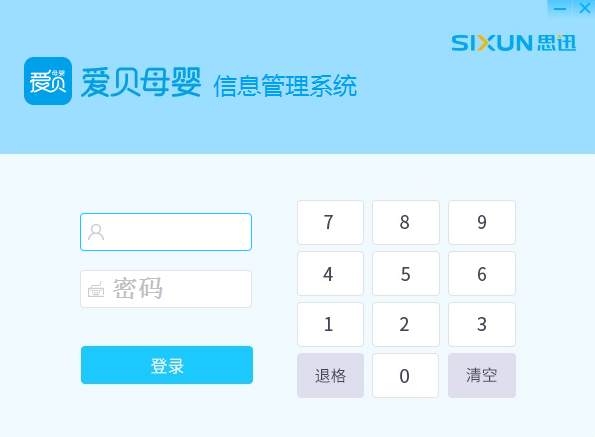 SIXUN思迅
爱贝母婴
爱贝母婴 信息管理系统
7 8 9
密码
4 5 6
1 2 3
登录
退格 0 清空